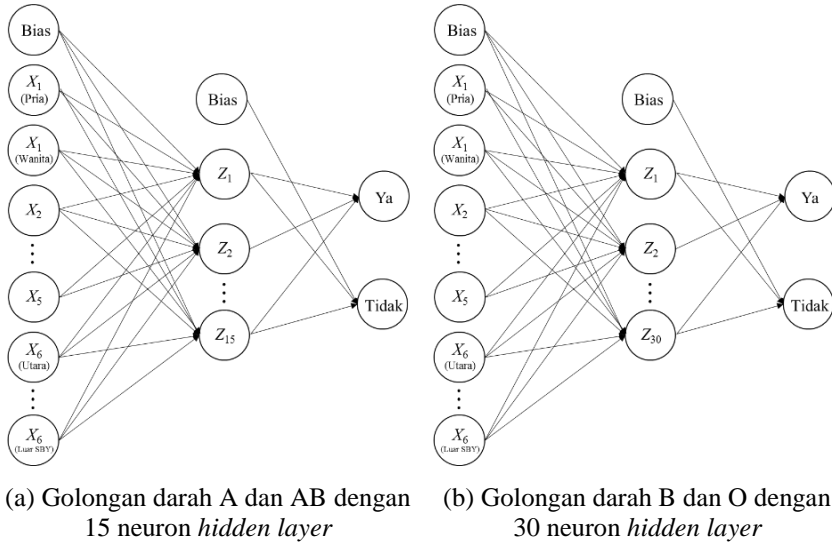 Bias
X1
(Pria)
X1
(Wanita)
X2
X5
X6
(Utara)
X6
(Luar SBY)
Bias
Z1
Z2
Z15
Ya
Tidak
(a) Golongan darah A dan AB dengan
15 neuron hidden layer
Bias
X1
(Pria)
X1
(Wanita)
X2
X5
X6
(Utara)
X6
(Luar SBY)
Bias
Z1
Z2
Z30
Ya
Tidak
(b) Golongan darah B dan O dengan
30 neuron hidden layer